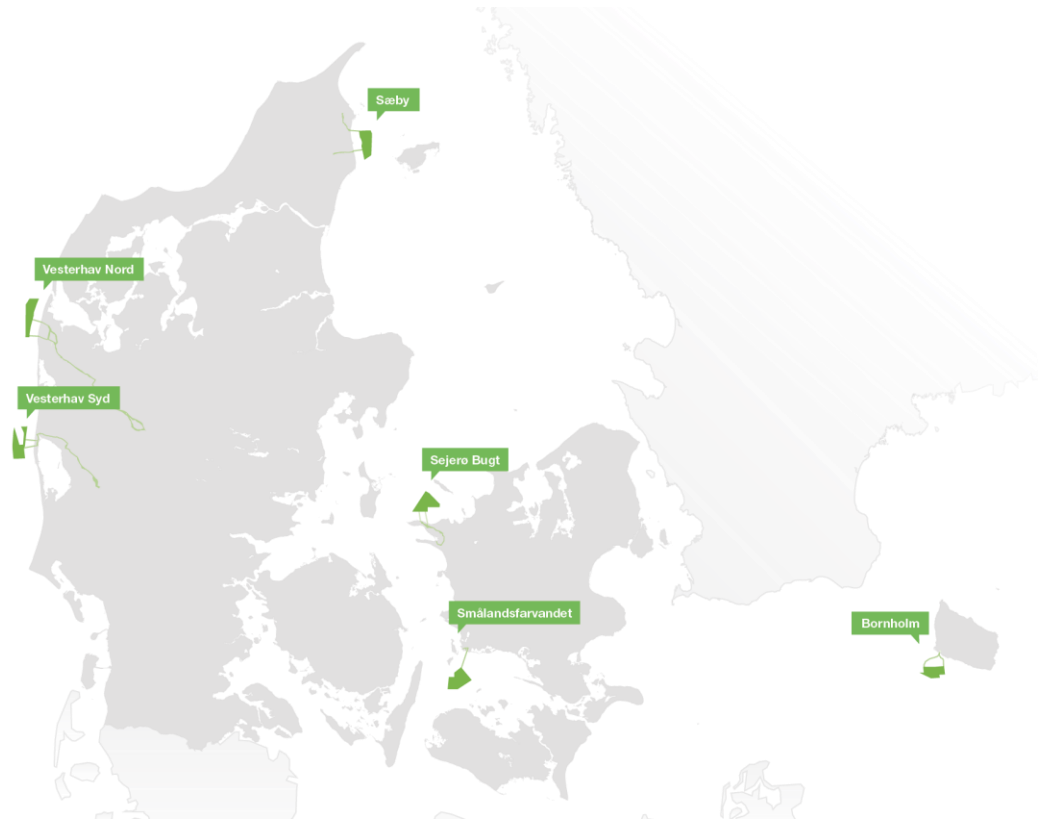 Sæby
Vesterhav Nord
Vesterhav Syd
Sejerø Bugt
Smålandsfarvandet
Bornholm